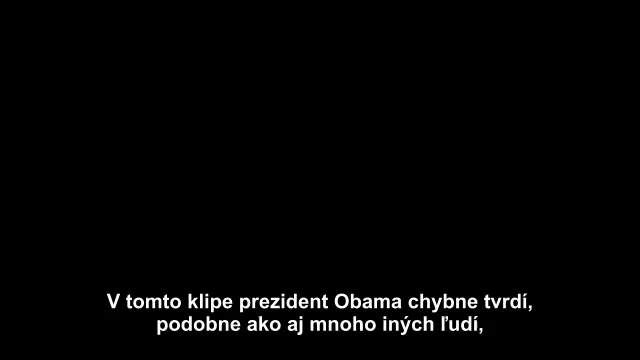 V tomto klipe prezident Obama chybne tvrdí,
podobne ako aj mnoho iných ľudí,